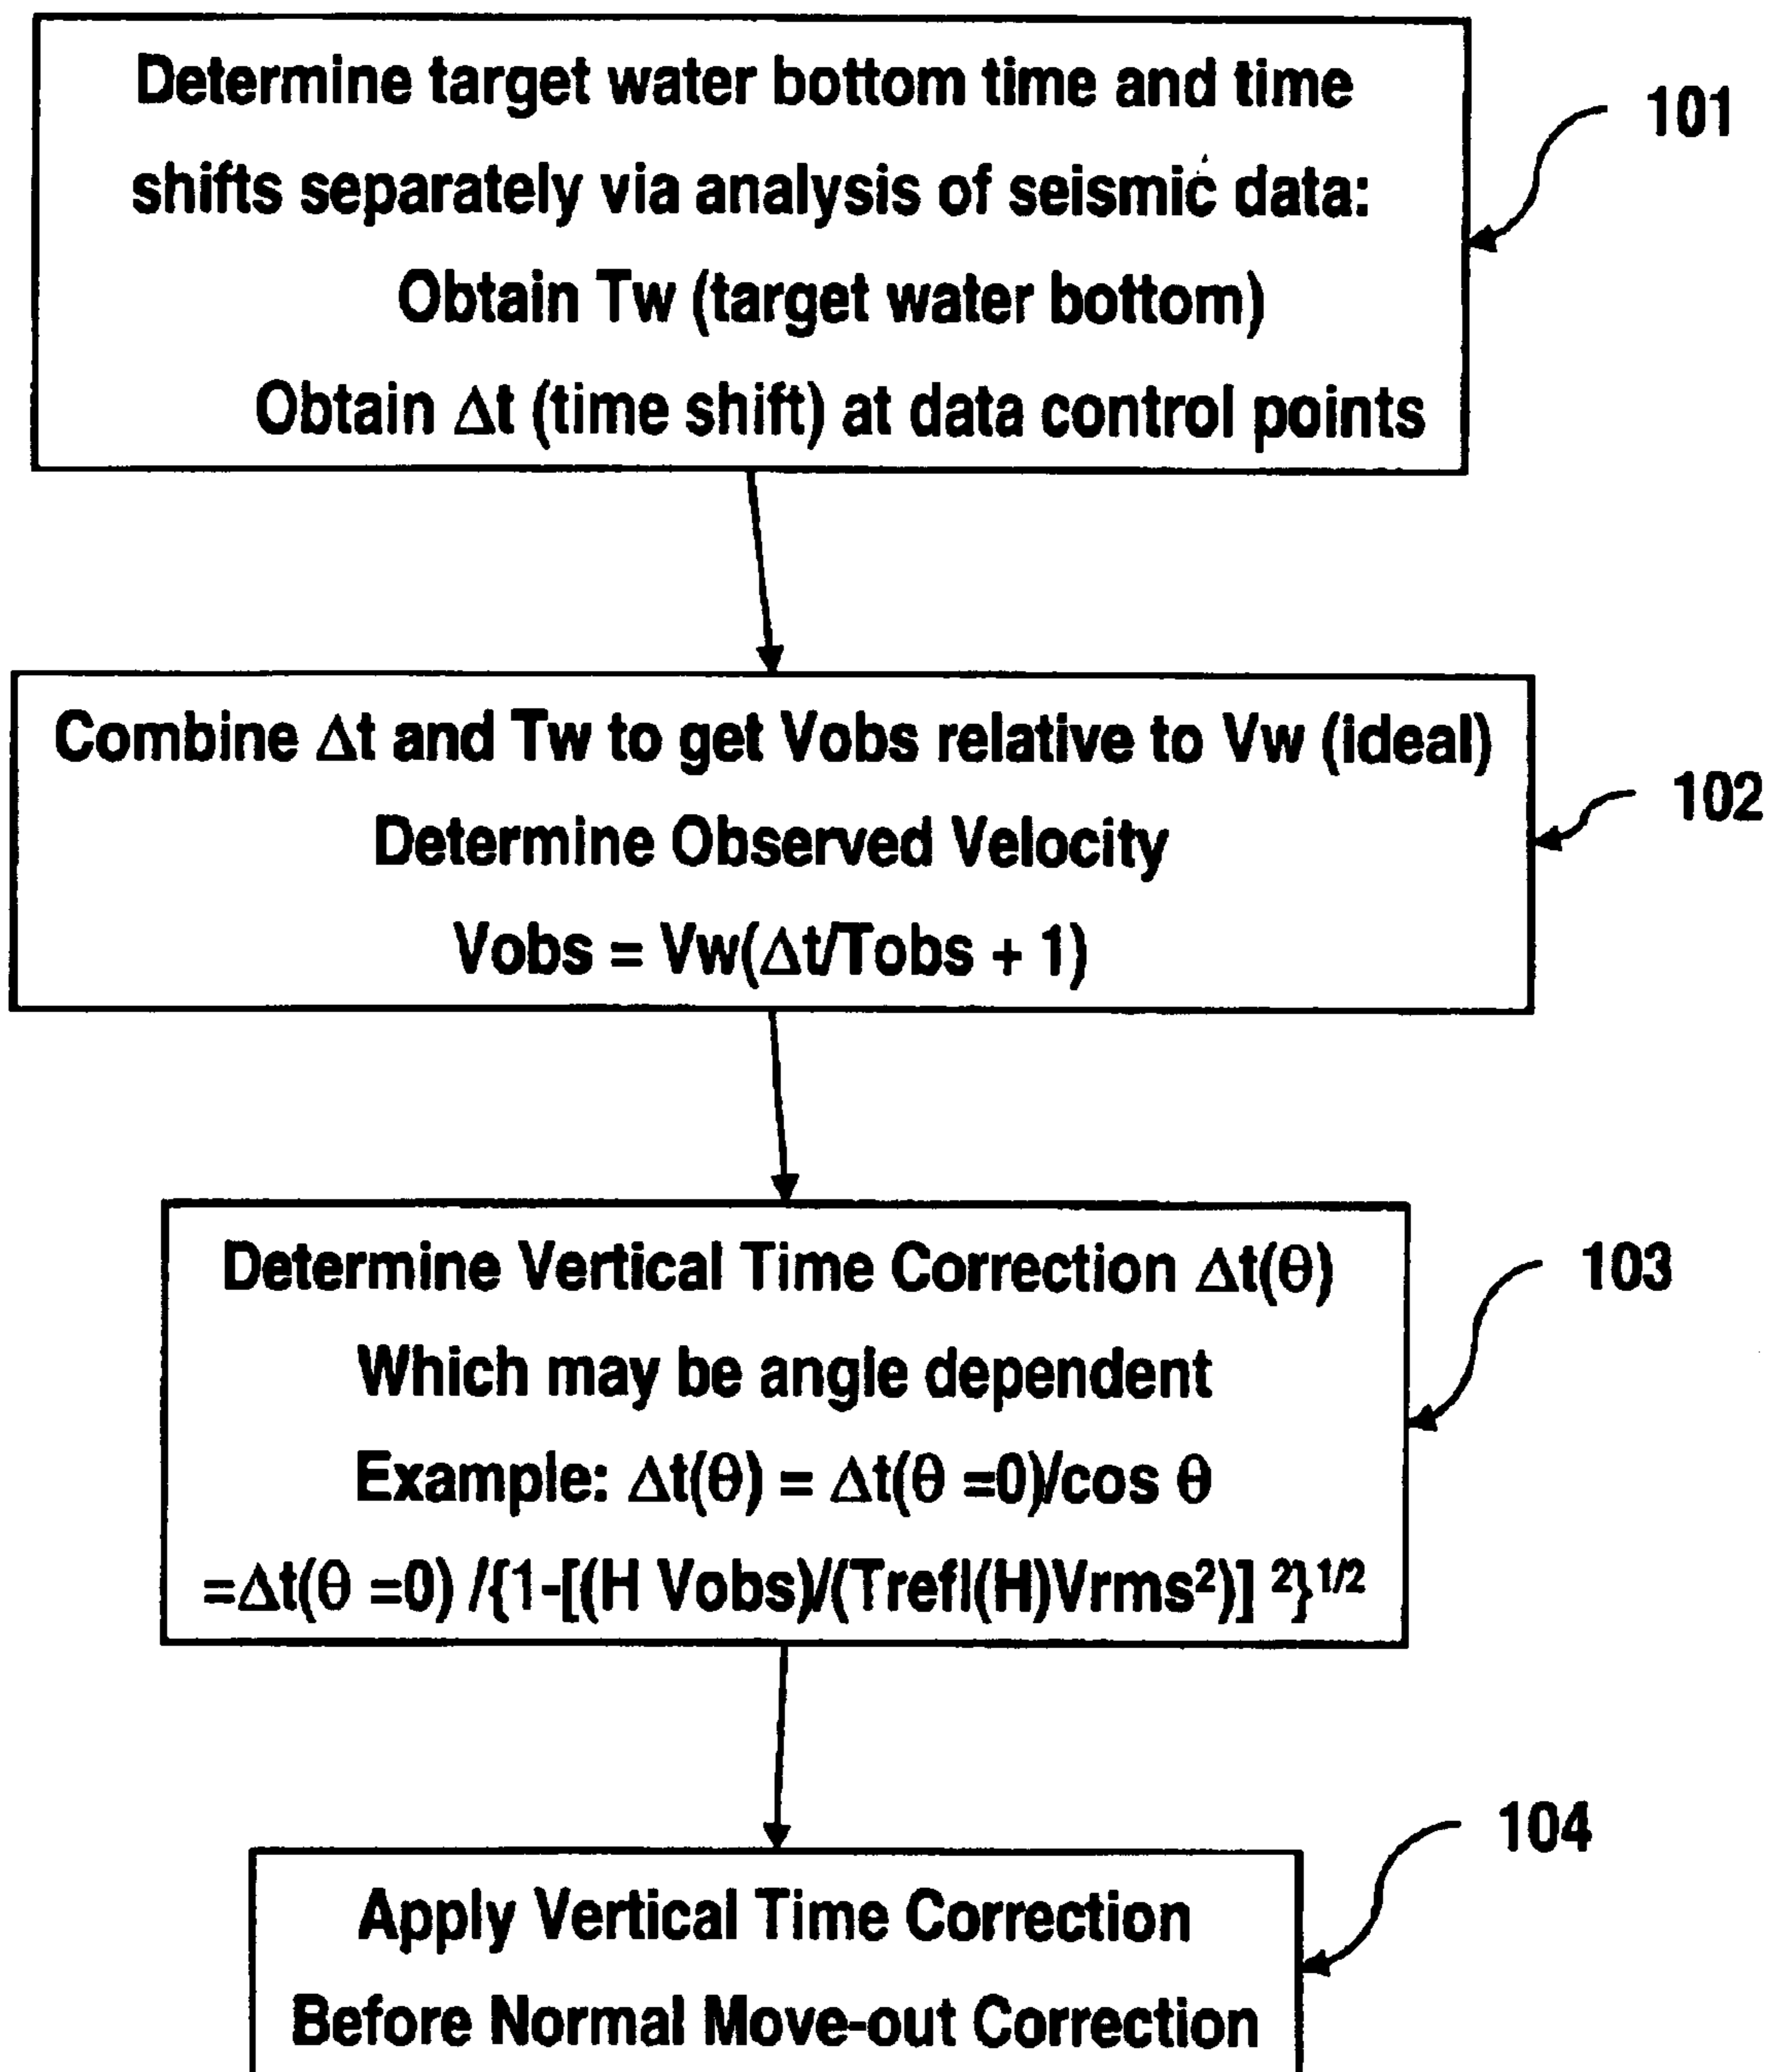 Determine target water bottom time and time
101
shifts separately via analysis of seismic data:
Obtain Tw (target water bottom)
Obtain Δt (time shift) at data control points
Combine Δt and Tw to get Vobs relative to Vw (ideal)
102
Determine Observed Velocity
Vobs = Vw(Δt/Tobs + 1)
Determine Vertical Time Correction Δt(θ)
103
Which may be angle dependent
Example: Δt(θ) = Δt(θ =0)/cos θ
=Δt(θ =0) /{1-[(H Vobs)/(Trefl(H)Vrms²)] ²}¹/²
104
Apply Vertical Time Correction
Before Normal Move-out Correction